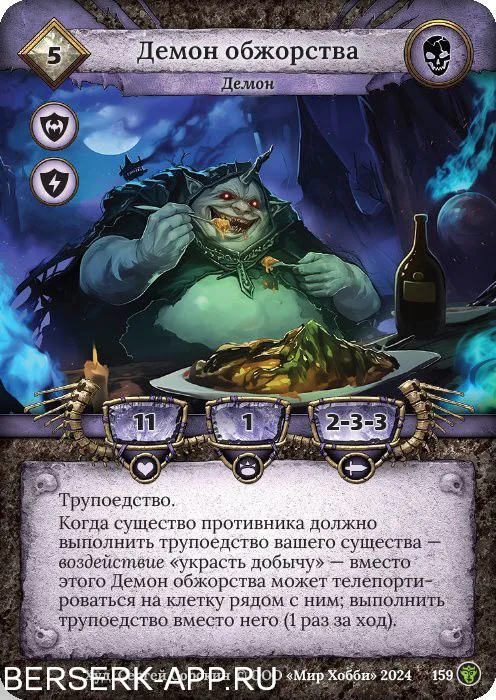 5
Демон обжорства
Демон
11
1
2-3-3
Трупоедство.
Когда существо противника должно
выполнить трупоедство вашего существа —
воздействие «украсть добычу» — вместо
этого Демон обжорства может телепорти-
роваться на клетку рядом с ним; выполнить
трупоедство вместо него (1 раз за ход).
«Мир Хобби» 2024 159
BERSERK-APP.RU